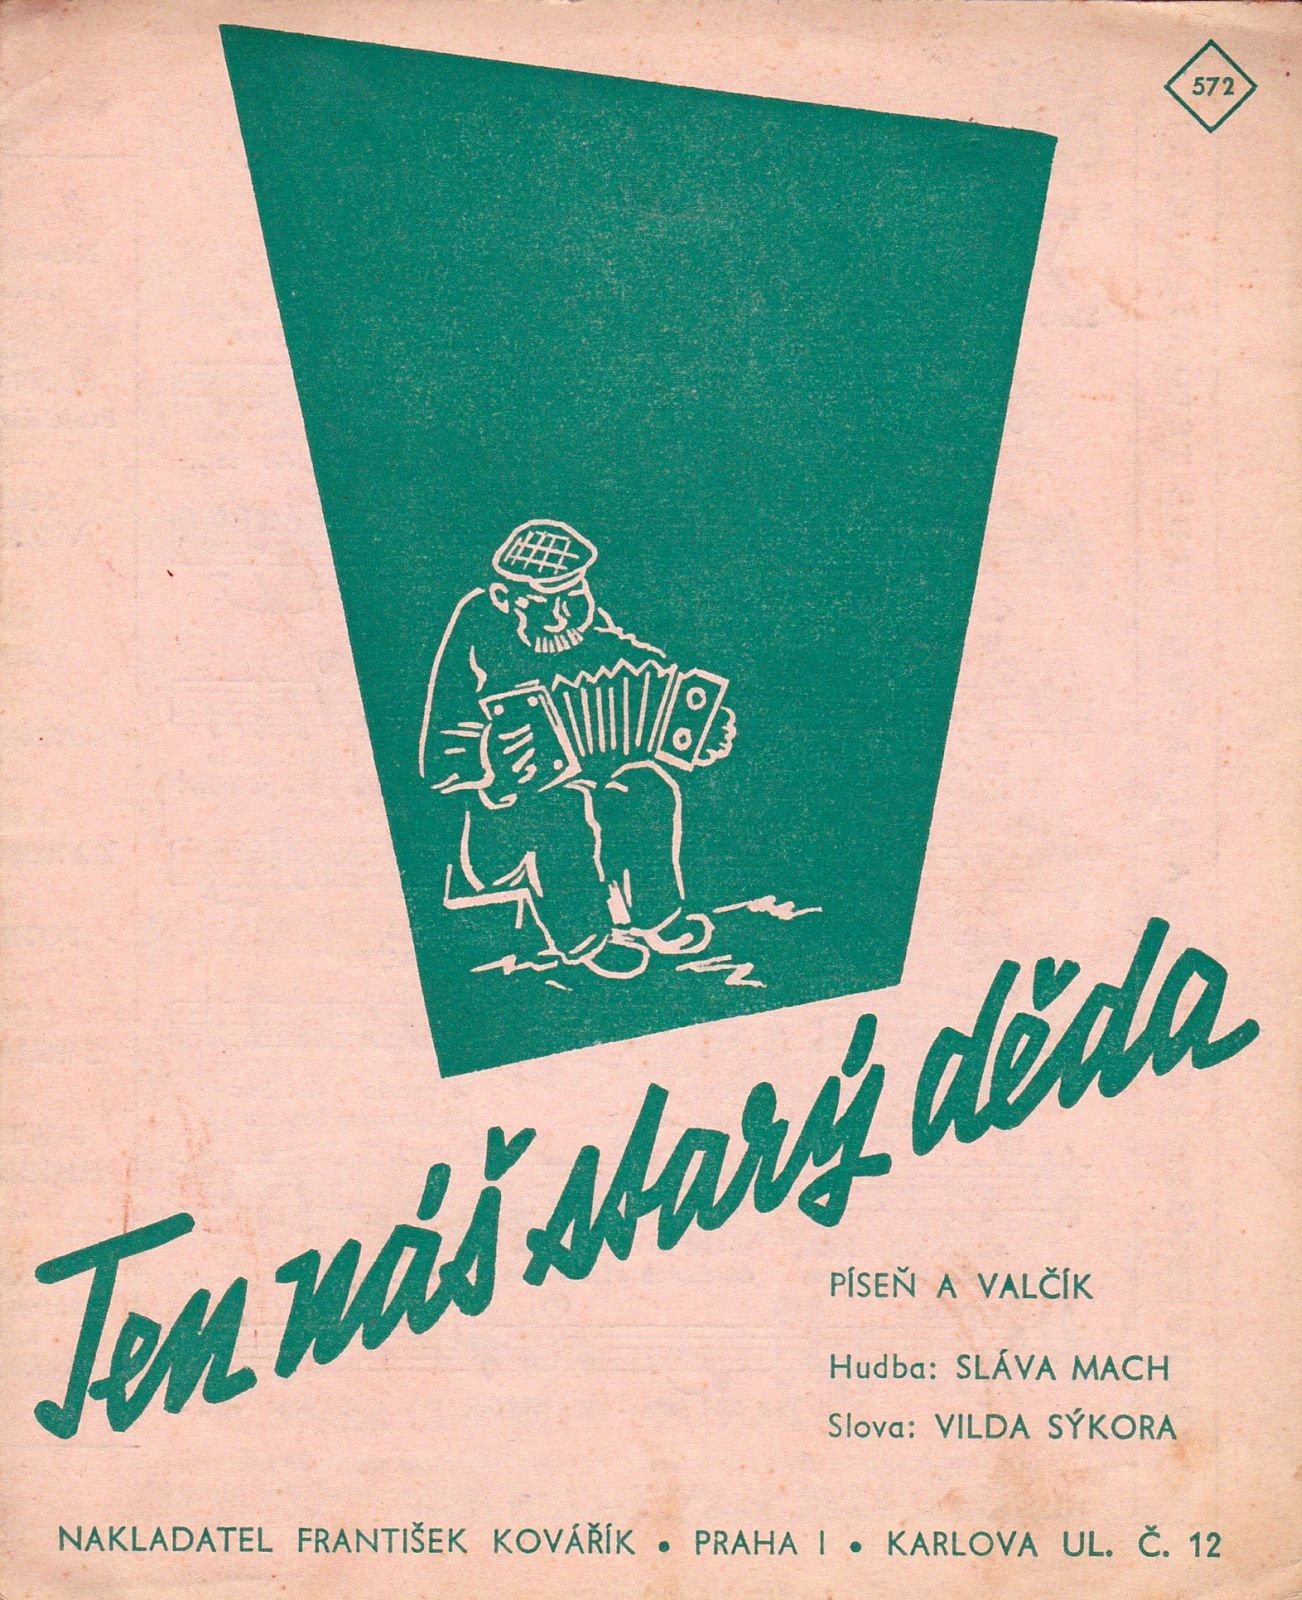 572
Ten náš starý děda
PÍSEŇ A VALČÍK
Hudba: SLÁVA MACH
Slova: VILDA SÝKORA
NAKLADATEL FRANTIŠEK KOVÁŘÍK • PRAHA I • KARLOVA UL. Č. 12